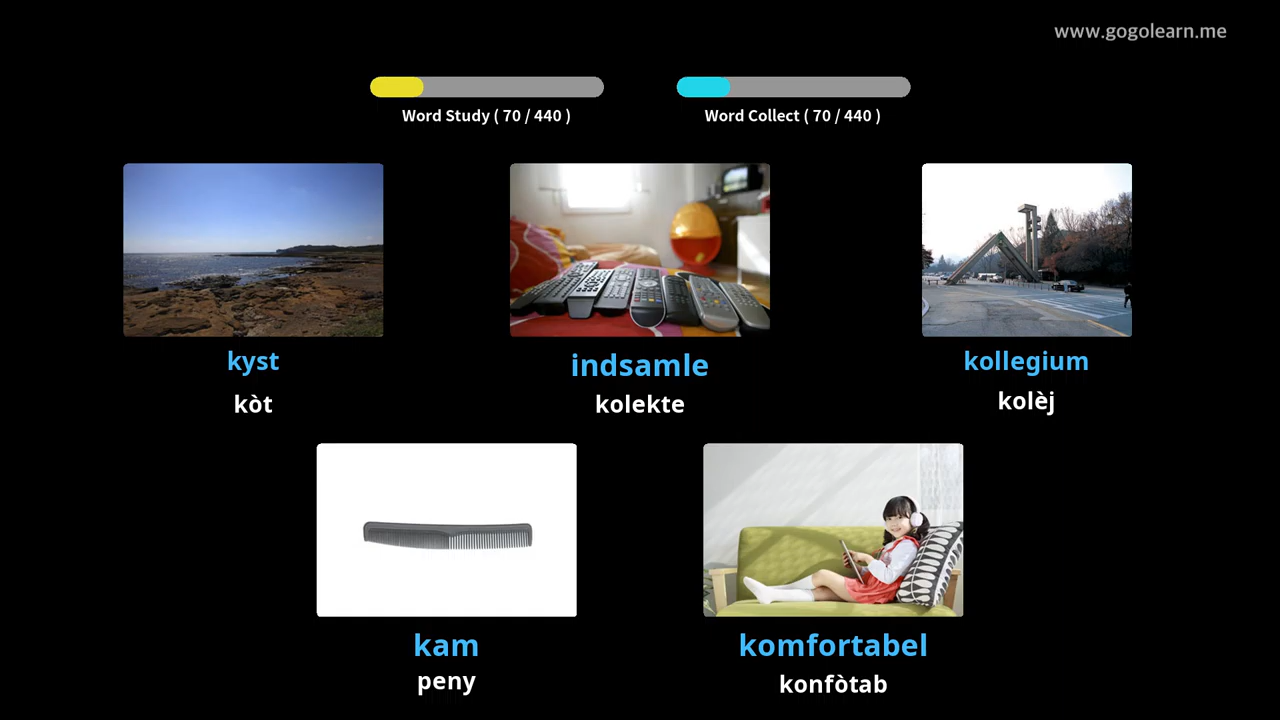 www.gogolearn.me
Word Study ( 70 / 440 )
Word Collect ( 70 / 440 )
kyst
kòt
indsamle
kolekte
kollegium
kolèj
kam
peny
komfortabel
konfòtab